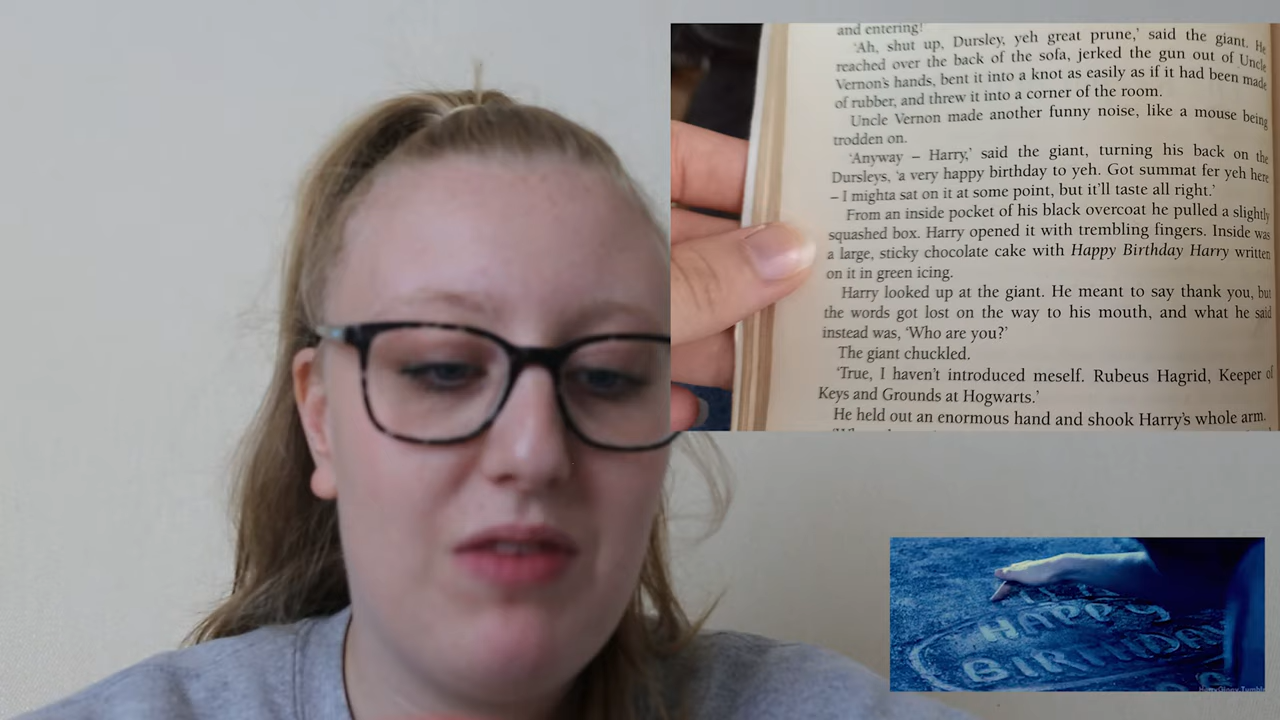 and entering!'
'Ah, shut up, Dursley, yeh great prune,' said the giant. He
reached over the back of the sofa, jerked the gun out of Uncle
Vernon's hands, bent it into a knot as easily as if it had been made
of rubber, and threw it into a corner of the room.
Uncle Vernon made another funny noise, like a mouse being
trodden on.
'Anyway – Harry,' said the giant, turning his back on the
Dursleys, 'a very happy birthday to yeh. Got summat fer yeh here
– I mighta sat on it at some point, but it'll taste all right.'
From an inside pocket of his black overcoat he pulled a slightly
squashed box. Harry opened it with trembling fingers. Inside was
a large, sticky chocolate cake with Happy Birthday Harry written
on it in green icing.
Harry looked up at the giant. He meant to say thank you, but
the words got lost on the way to his mouth, and what he said
instead was, 'Who are you?'
The giant chuckled.
'True, I haven't introduced meself. Rubeus Hagrid, Keeper of
Keys and Grounds at Hogwarts.'
He held out an enormous hand and shook Harry's whole arm.
HAPPY
BIRTHDAY